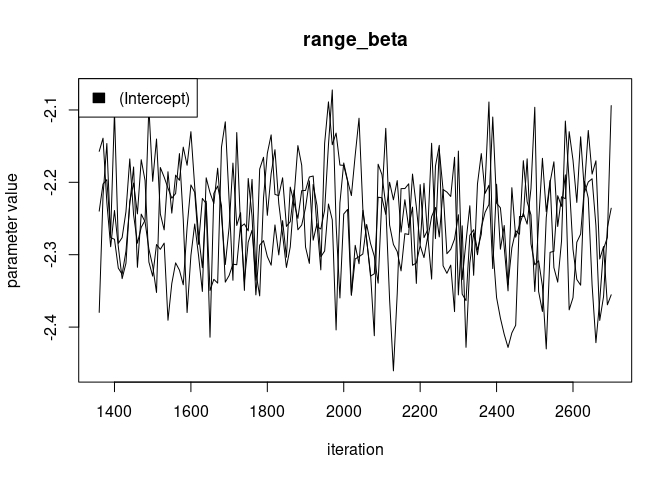 range_beta
(Intercept)
parameter value
-2.1
-2.2
-2.3
-2.4
1400 1600 1800 2000 2200 2400 2600
iteration